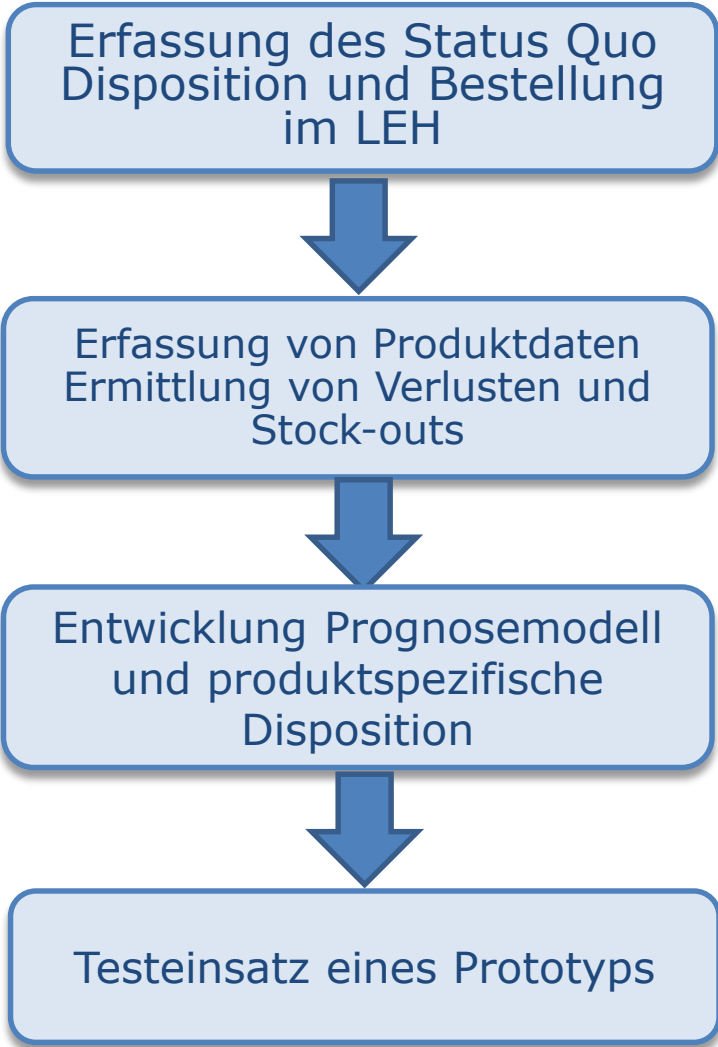 Erfassung des Status Quo
Disposition und Bestellung
im LEH
Erfassung von Produktdaten
Ermittlung von Verlusten und
Stock-outs
Entwicklung Prognosemodell
und produktspezifische
Disposition
Testeinsatz eines Prototyps